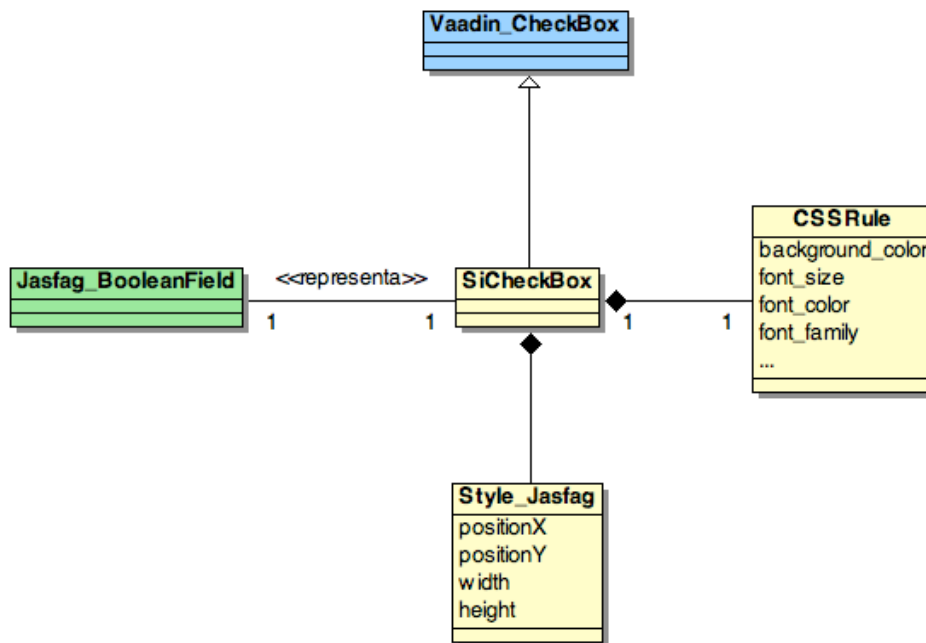 Vaadin_CheckBox
CSSRule
background_color
font_size
font_color
font_family
...
Jasfag_BooleanField
<<representa>>
SiCheckBox
1
1
1
1
Style_Jasfag
positionX
positionY
width
height